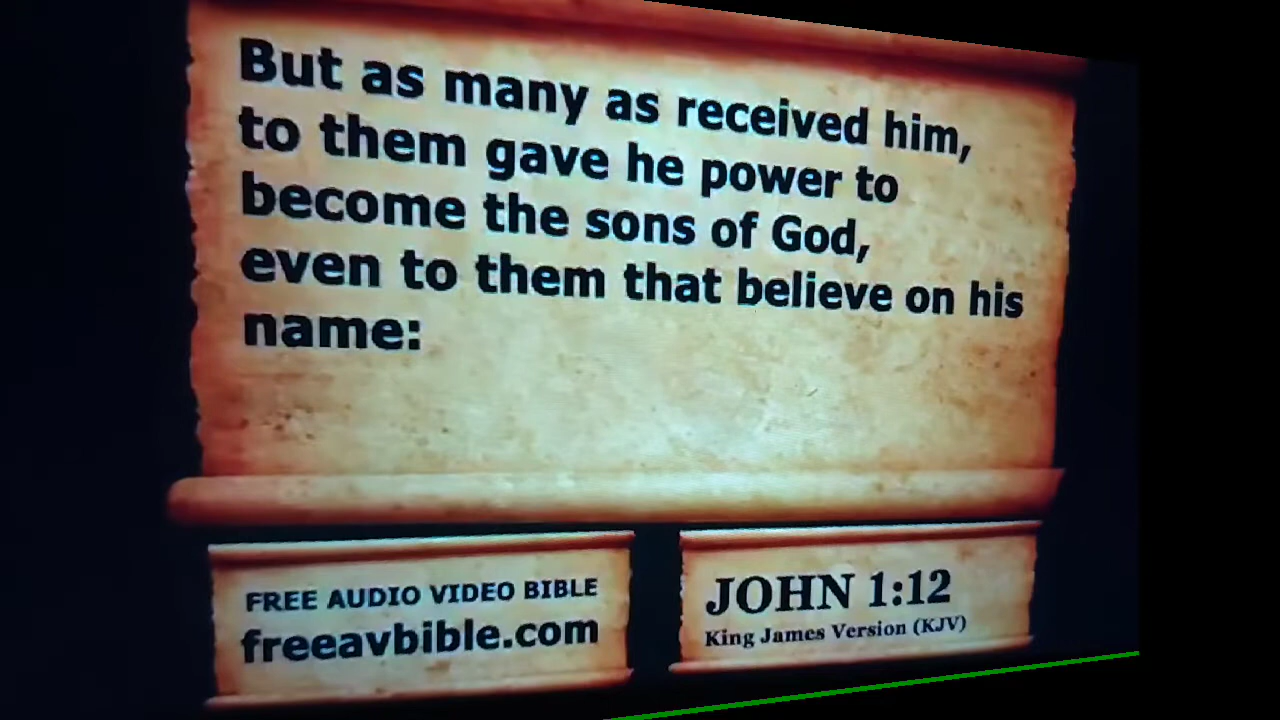 But as many as received him,
to them gave he power to
become the sons of God,
even to them that believe on his
name:
FREE AUDIO VIDEO BIBLE
freeavbible.com
JOHN 1:12
King James Version (KJV)